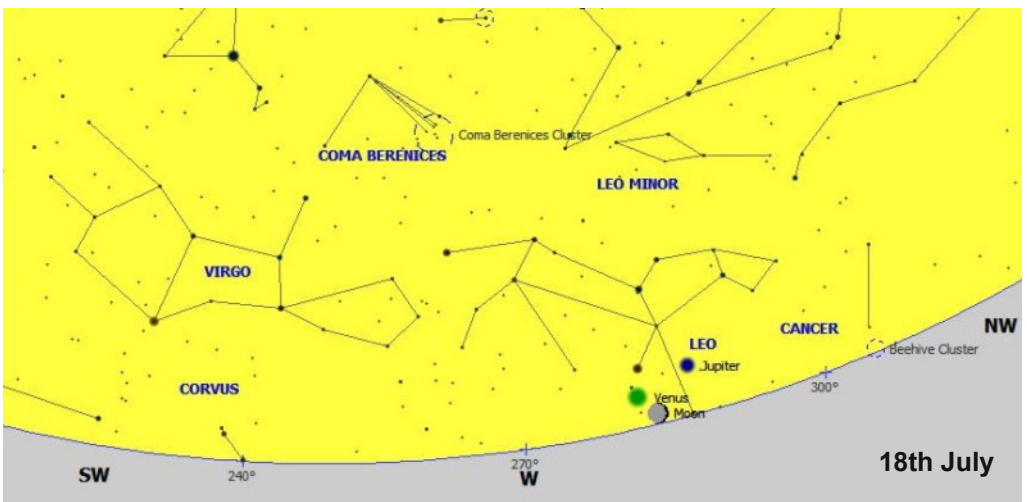 Coma Berenices Cluster
COMA BERENICES
LEO MINOR
VIRGO
CANCER
NW
LEO
Beehive Cluster
Jupiter
300°
CORVUS
Venus
Moon
18th July
SW
240°
270°
W